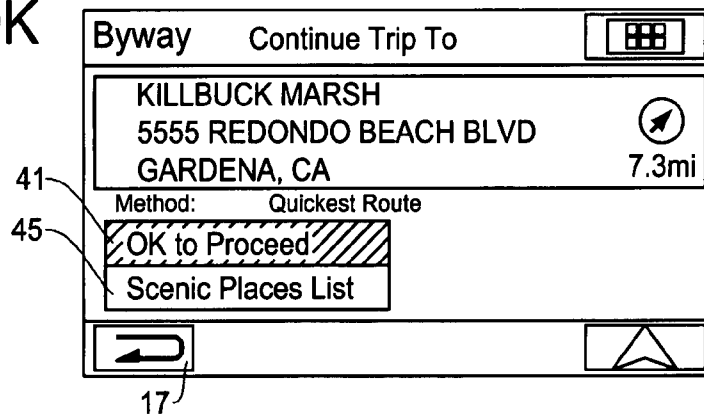 OK
Byway Continue Trip To
KILLBUCK MARSH
5555 REDONDO BEACH BLVD
GARDENA, CA 7.3mi
41
Method: Quickest Route
45
OK to Proceed
Scenic Places List
17